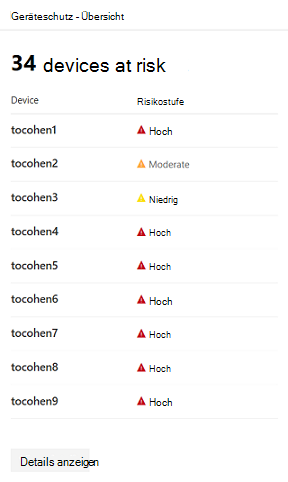 Geräteschutz - Übersicht
34 devices at risk
Device Risikostufe
tocohen1 Hoch
tocohen2 Moderate
tocohen3 Niedrig
tocohen4 Hoch
tocohen5 Hoch
tocohen6 Hoch
tocohen7 Hoch
tocohen8 Hoch
tocohen9 Hoch
Details anzeigen